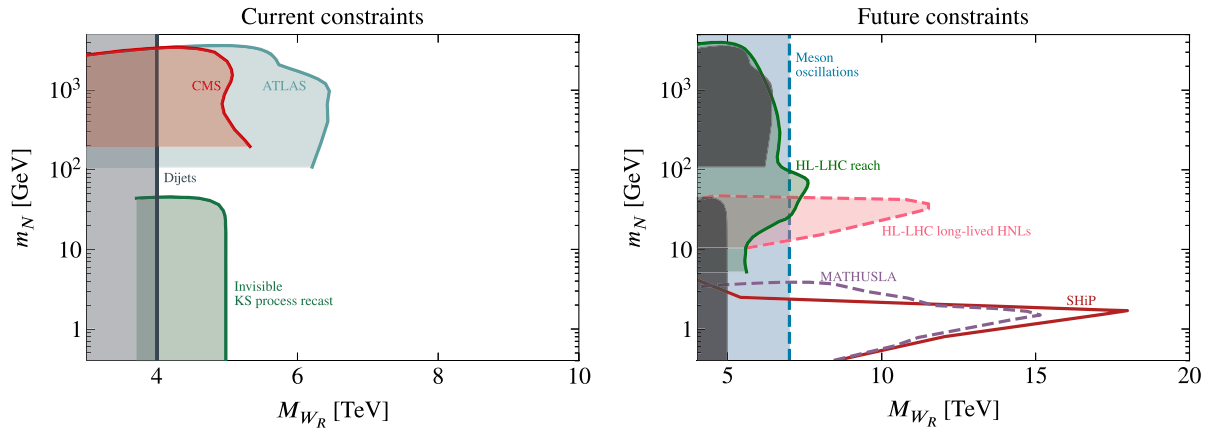 Current constraints
CMS
ATLAS
Dijets
Invisible
KS process recast
10³
10²
10
1
m_N [GeV]
4
6
8
10
M_{W_R} [TeV]
Future constraints
Meson
oscillations
HL-LHC reach
HL-LHC long-lived HNLs
MATHUSLA
SHiP
10³
10²
10
1
m_N [GeV]
5
10
15
20
M_{W_R} [TeV]